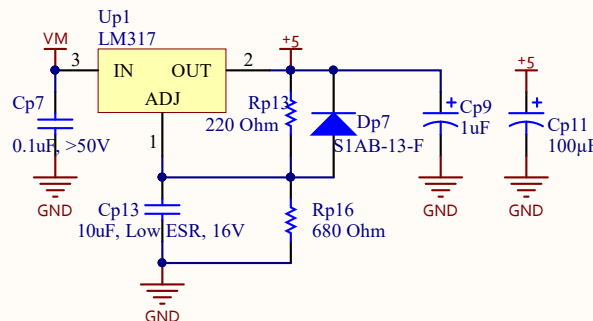 Up1
LM317
VM
+5
3
IN
OUT
2
ADJ
1
Cp7
0.1uF, >50V
GND
Rp13
220 Ohm
Dp7
S1AB-13-F
Cp9
1uF
GND
+5
Cp11
100µF
GND
Cp13
10uF, Low ESR, 16V
Rp16
680 Ohm
GND